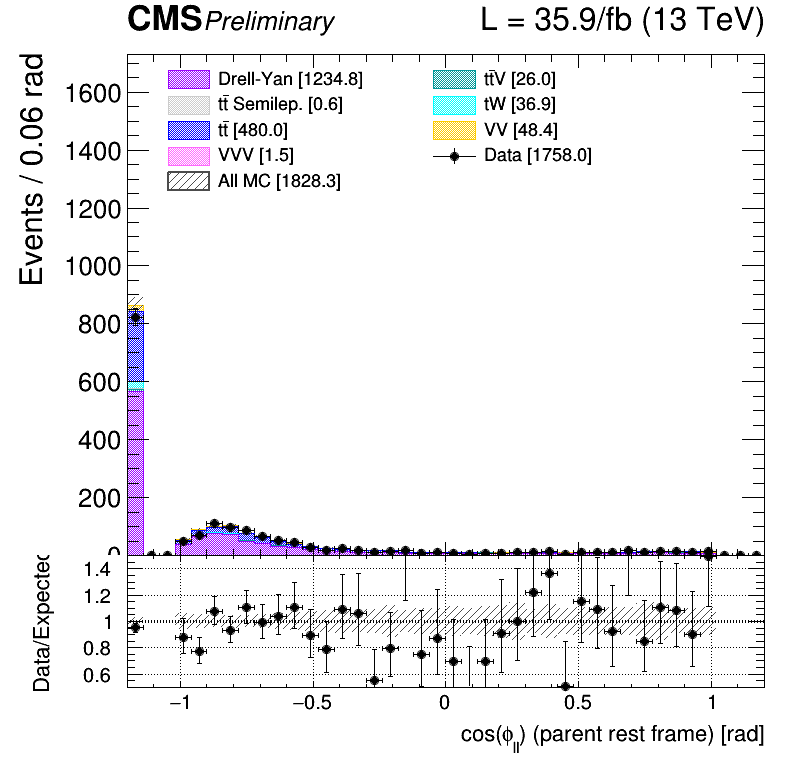 CMS Preliminary L = 35.9/fb (13 TeV)
Events / 0.06 rad
Drell-Yan [1234.8]
tt̄ Semilep. [0.6]
tt̄ [480.0]
VVV [1.5]
All MC [1828.3]
tt̄V [26.0]
tW [36.9]
VV [48.4]
Data [1758.0]
1600
1400
1200
1000
800
600
400
200
0
Data/Expected
1.4
1.2
1
0.8
0.6
−1 −0.5 0 0.5 1
cos(ϕ_ll) (parent rest frame) [rad]